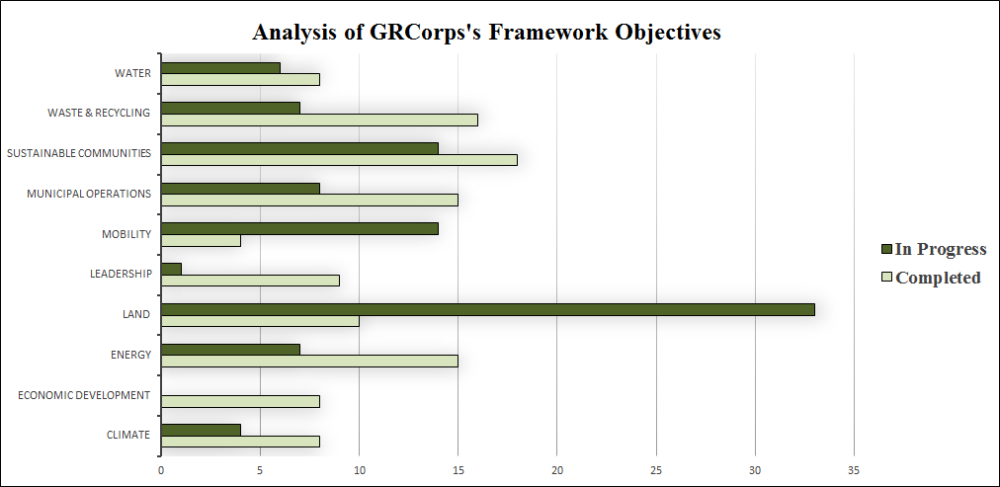 Analysis of GRCorps's Framework Objectives
WATER
WASTE & RECYCLING
SUSTAINABLE COMMUNITIES
MUNICIPAL OPERATIONS
MOBILITY
LEADERSHIP
LAND
ENERGY
ECONOMIC DEVELOPMENT
CLIMATE
0 5 10 15 20 25 30 35
In Progress
Completed